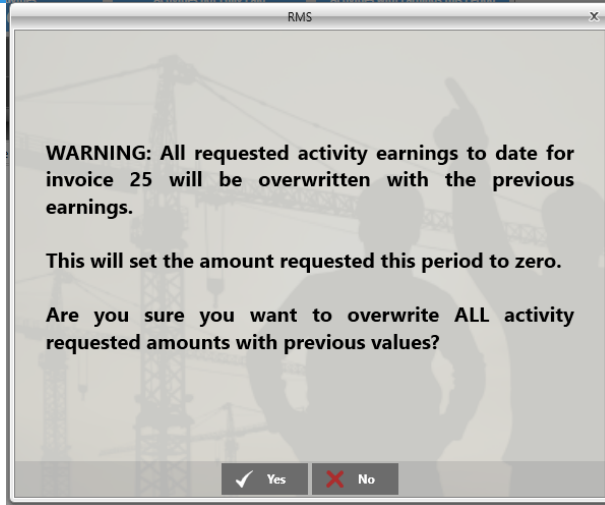 RMS
x
WARNING: All requested activity earnings to date for
invoice 25 will be overwritten with the previous
earnings.
This will set the amount requested this period to zero.
Are you sure you want to overwrite ALL activity
requested amounts with previous values?
Yes No